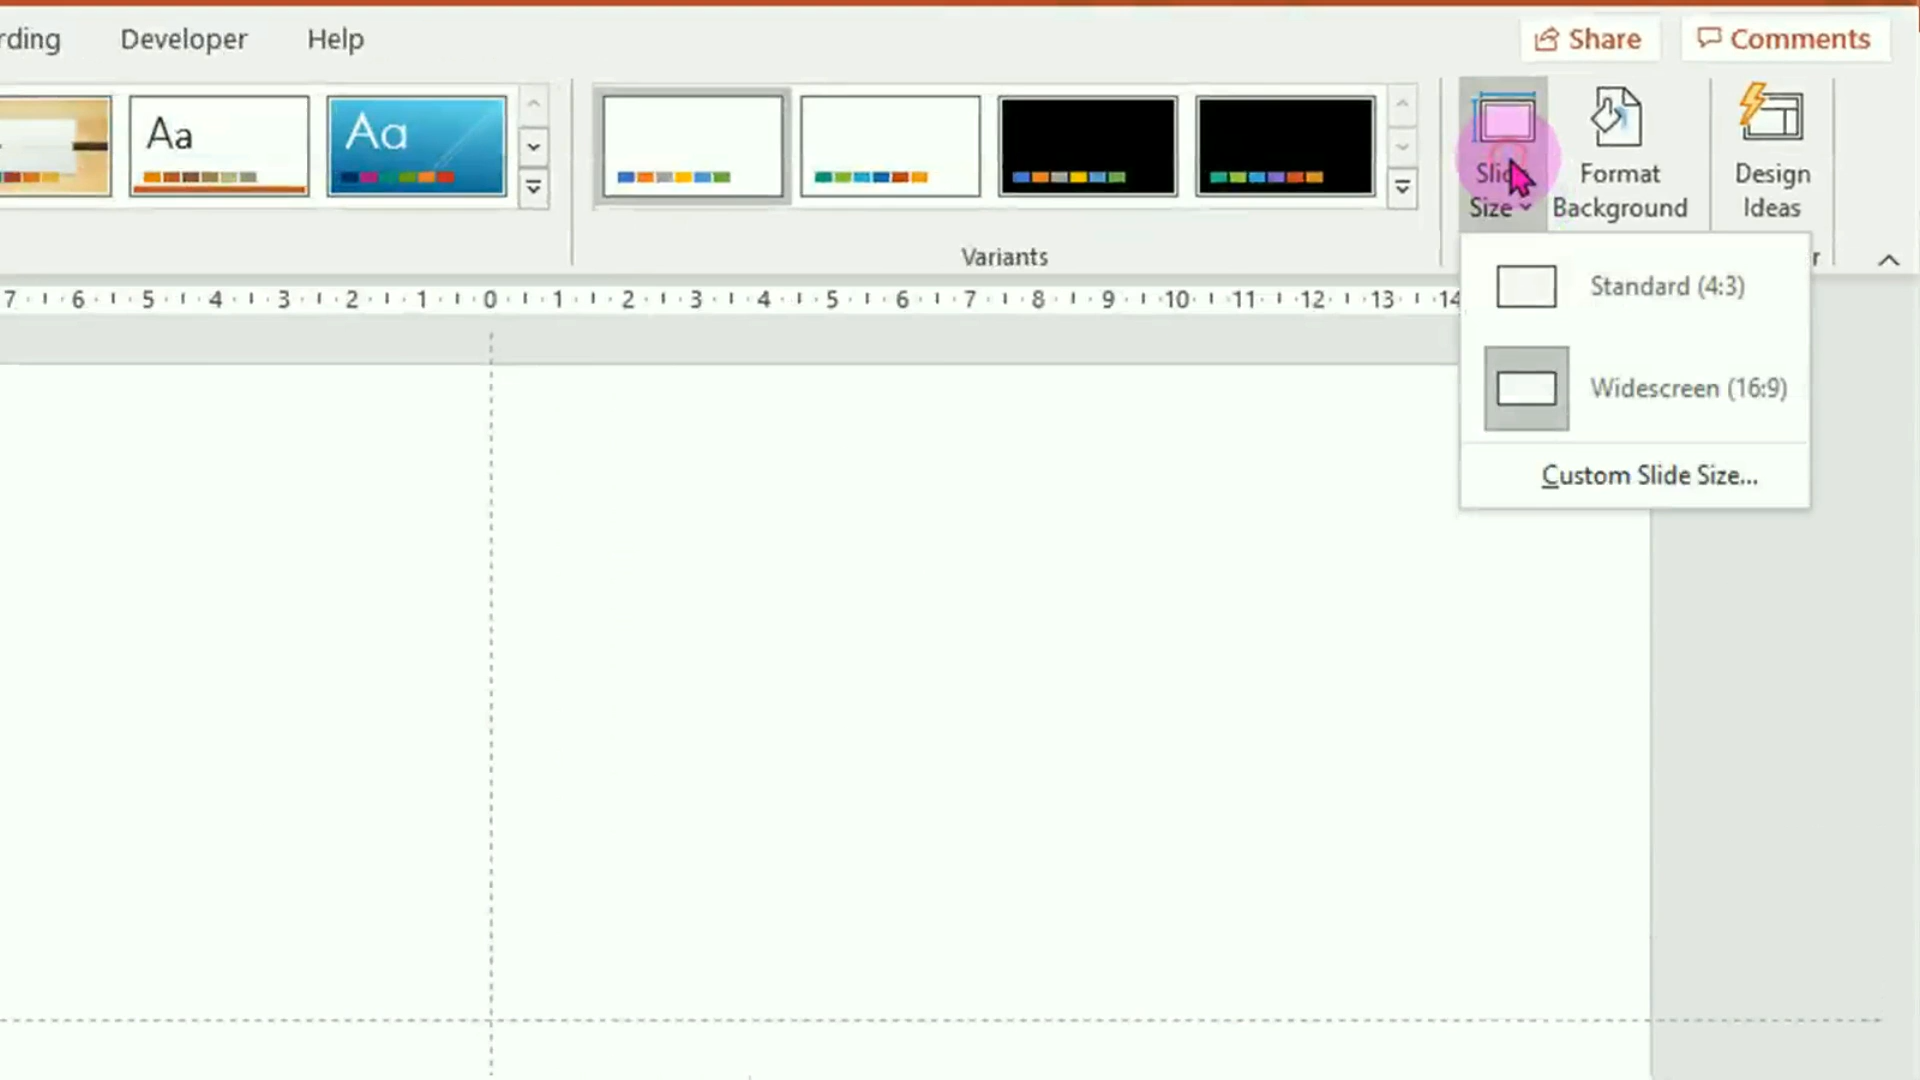 rding Developer Help Share Comments
Aa Aa
Slide Size Format Background Design Ideas
Variants r
7 6 5 4 3 2 1 0 1 2 3 4 5 6 7 8 9 10 11 12 13 14
Standard (4:3)
Widescreen (16:9)
Custom Slide Size...